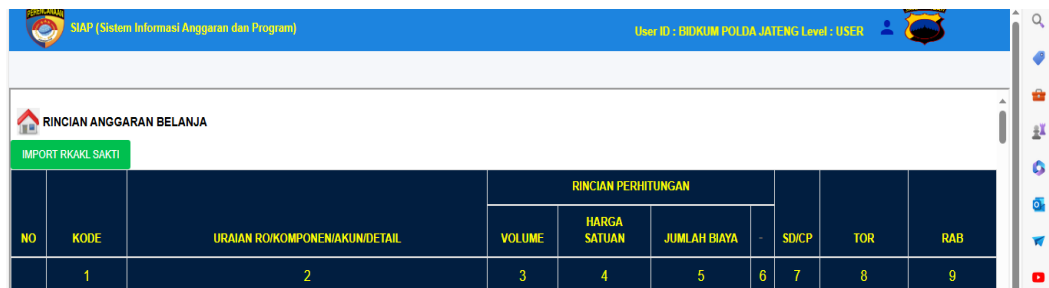 PERENCANAAN
SIAP (Sistem Informasi Anggaran dan Program)
User ID : BIDKUM POLDA JATENG Level : USER
RINCIAN ANGGARAN BELANJA
IMPORT RKAKL SAKTI
RINCIAN PERHITUNGAN
NO KODE URAIAN RO/KOMPONEN/AKUN/DETAIL VOLUME HARGA SATUAN JUMLAH BIAYA - SD/CP TOR RAB
1 2 3 4 5 6 7 8 9